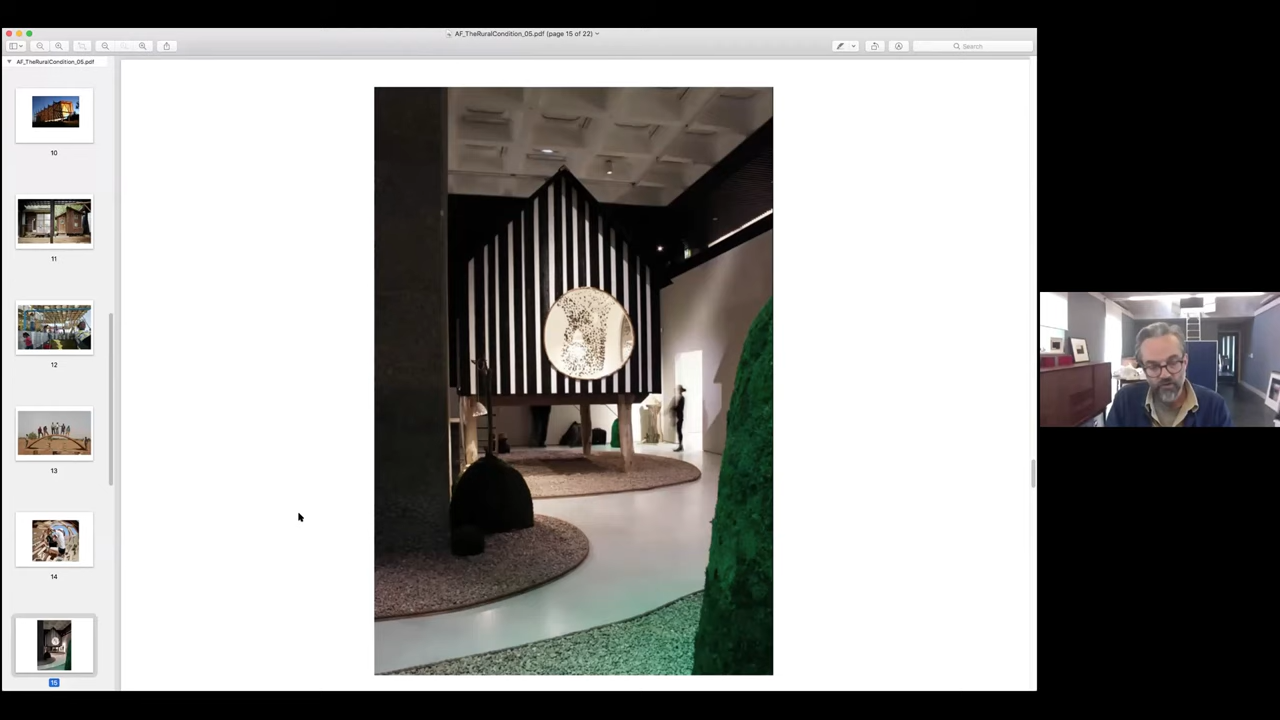 AF_TheRuralCondition_05.pdf (page 15 of 22)
Search
AF_TheRuralCondition_05.pdf
10
11
12
13
14
15